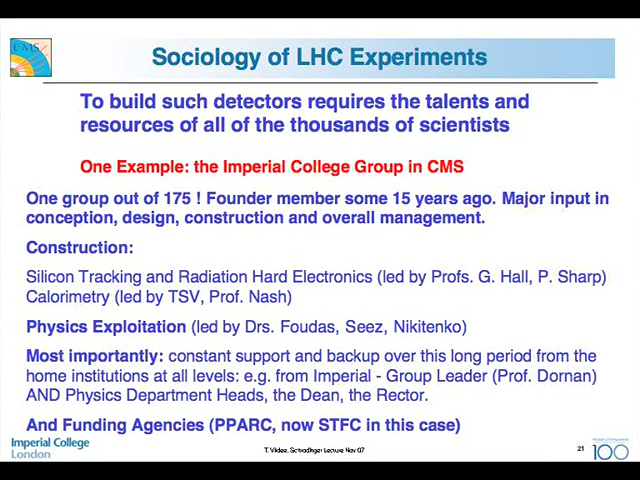 CMS
Sociology of LHC Experiments
To build such detectors requires the talents and
resources of all of the thousands of scientists
One Example: the Imperial College Group in CMS
One group out of 175 ! Founder member some 15 years ago. Major input in
conception, design, construction and overall management.
Construction:
Silicon Tracking and Radiation Hard Electronics (led by Profs. G. Hall, P. Sharp)
Calorimetry (led by TSV, Prof. Nash)
Physics Exploitation (led by Drs. Foudas, Seez, Nikitenko)
Most importantly: constant support and backup over this long period from the
home institutions at all levels: e.g. from Imperial - Group Leader (Prof. Dornan)
AND Physics Department Heads, the Dean, the Rector.
And Funding Agencies (PPARC, now STFC in this case)
Imperial College
London
T. Virdee, Schrodinger Lecture Nov 07
21
100